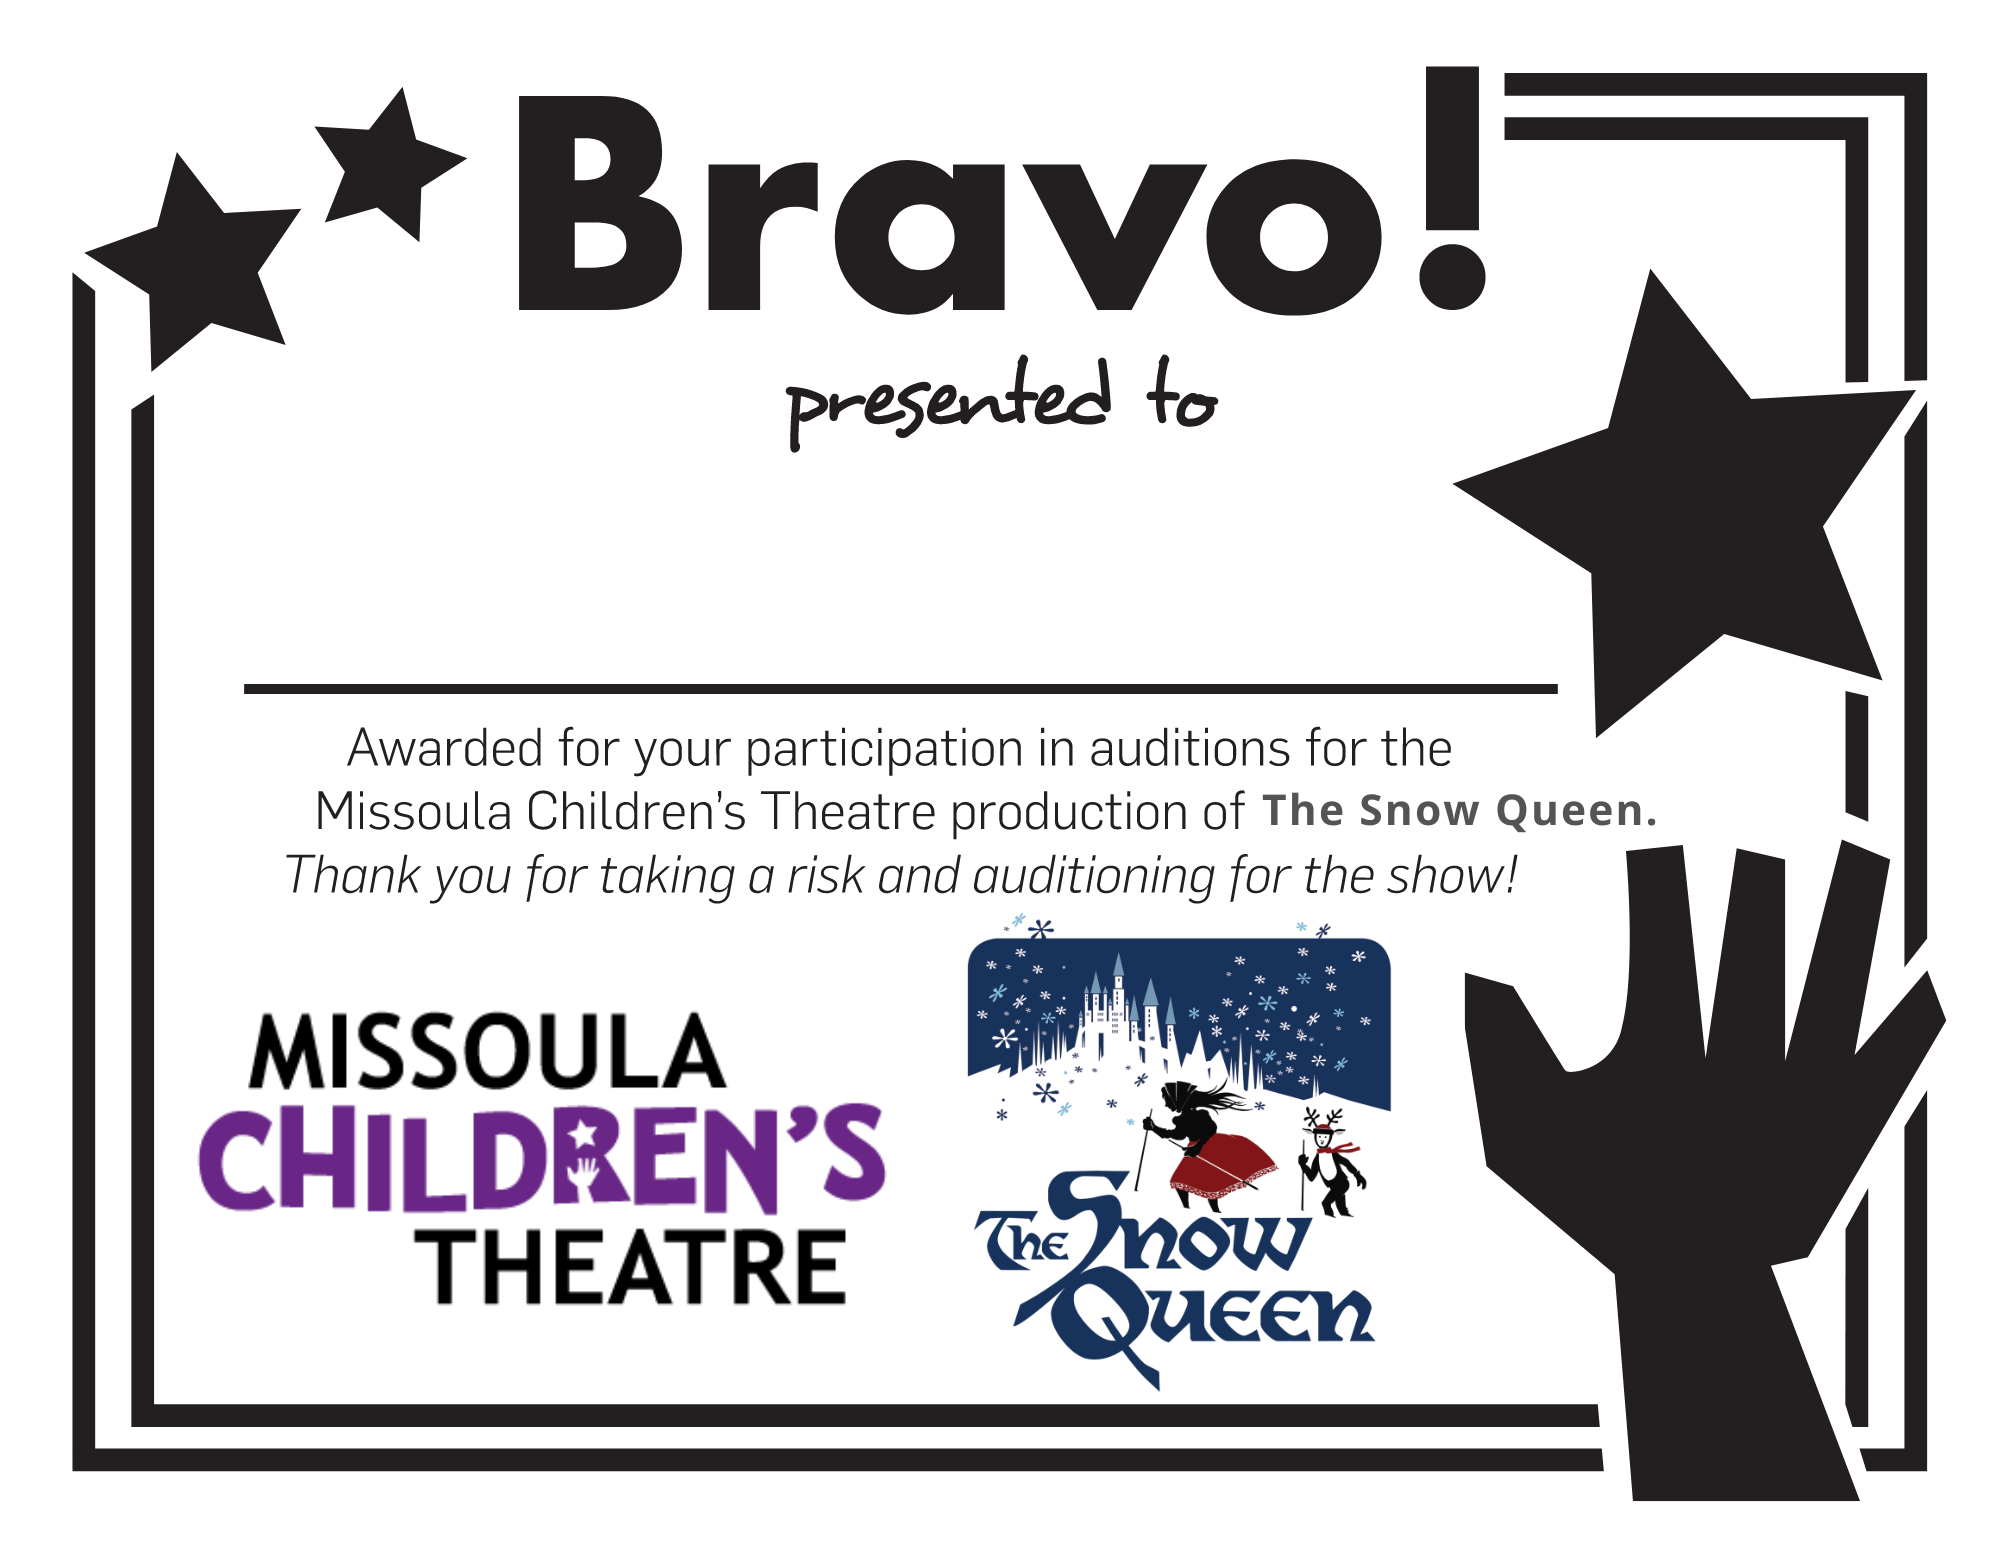 Bravo!
presented to
Awarded for your participation in auditions for the
Missoula Children’s Theatre production of The Snow Queen.
Thank you for taking a risk and auditioning for the show!
MISSOULA
CHILDREN’S
THEATRE
The Snow
Queen